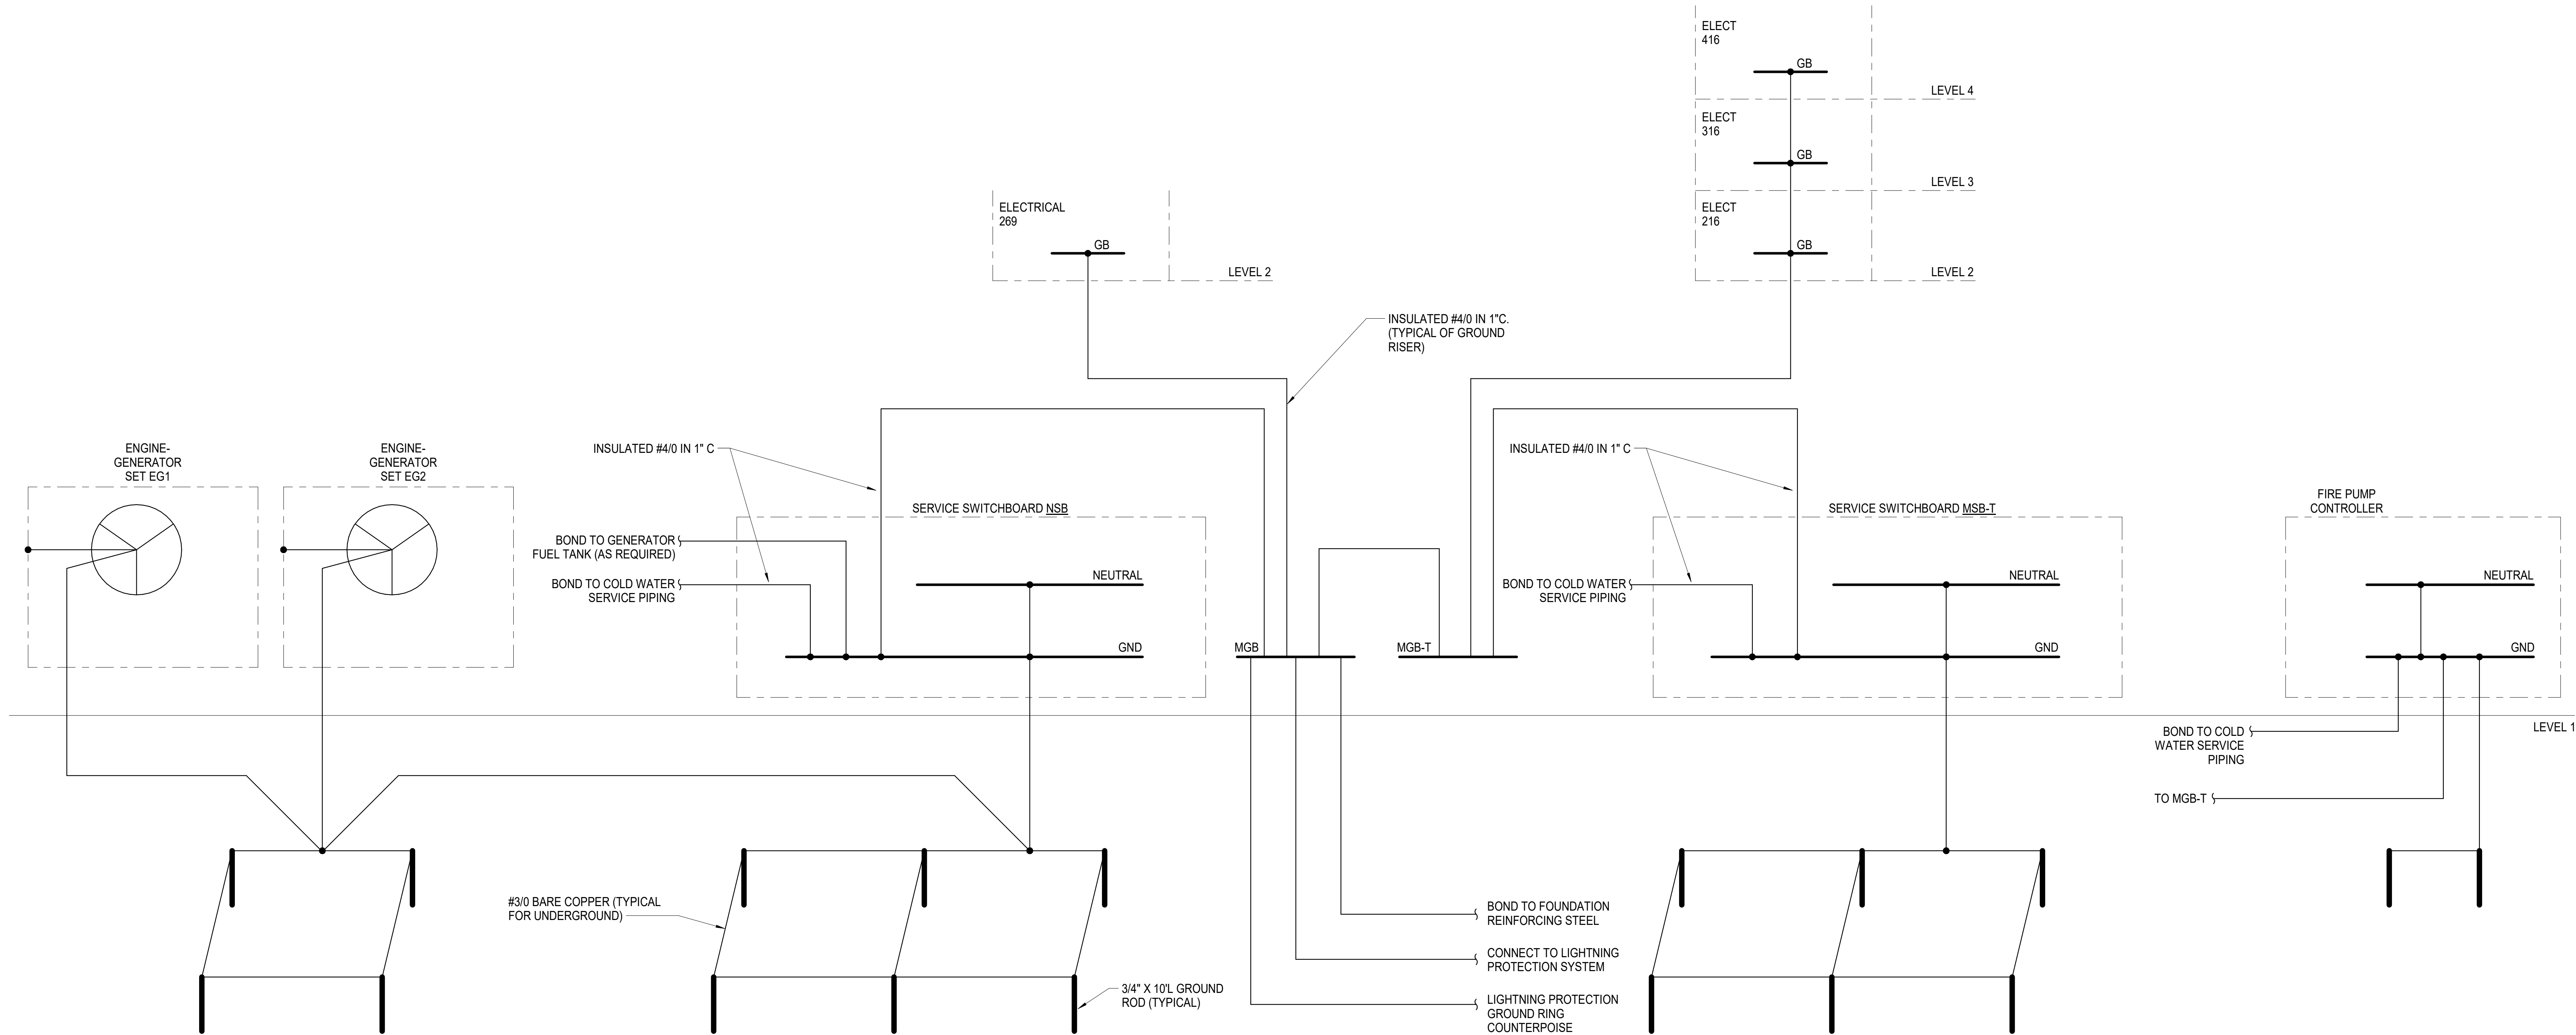 ELECT
416
GB
LEVEL 4
ELECT
316
GB
LEVEL 3
ELECT
216
GB
LEVEL 2
ELECTRICAL
269
GB
LEVEL 2
INSULATED #4/0 IN 1"C.
(TYPICAL OF GROUND
RISER)
ENGINE-
GENERATOR
SET EG1
ENGINE-
GENERATOR
SET EG2
INSULATED #4/0 IN 1" C
SERVICE SWITCHBOARD NSB
BOND TO GENERATOR
FUEL TANK (AS REQUIRED)
BOND TO COLD WATER
SERVICE PIPING
NEUTRAL
GND
MGB
MGB-T
INSULATED #4/0 IN 1" C
SERVICE SWITCHBOARD MSB-T
BOND TO COLD WATER
SERVICE PIPING
NEUTRAL
GND
FIRE PUMP
CONTROLLER
NEUTRAL
GND
LEVEL 1
BOND TO COLD
WATER SERVICE
PIPING
TO MGB-T
#3/0 BARE COPPER (TYPICAL
FOR UNDERGROUND)
3/4" X 10'L GROUND
ROD (TYPICAL)
BOND TO FOUNDATION
REINFORCING STEEL
CONNECT TO LIGHTNING
PROTECTION SYSTEM
LIGHTNING PROTECTION
GROUND RING
COUNTERPOISE